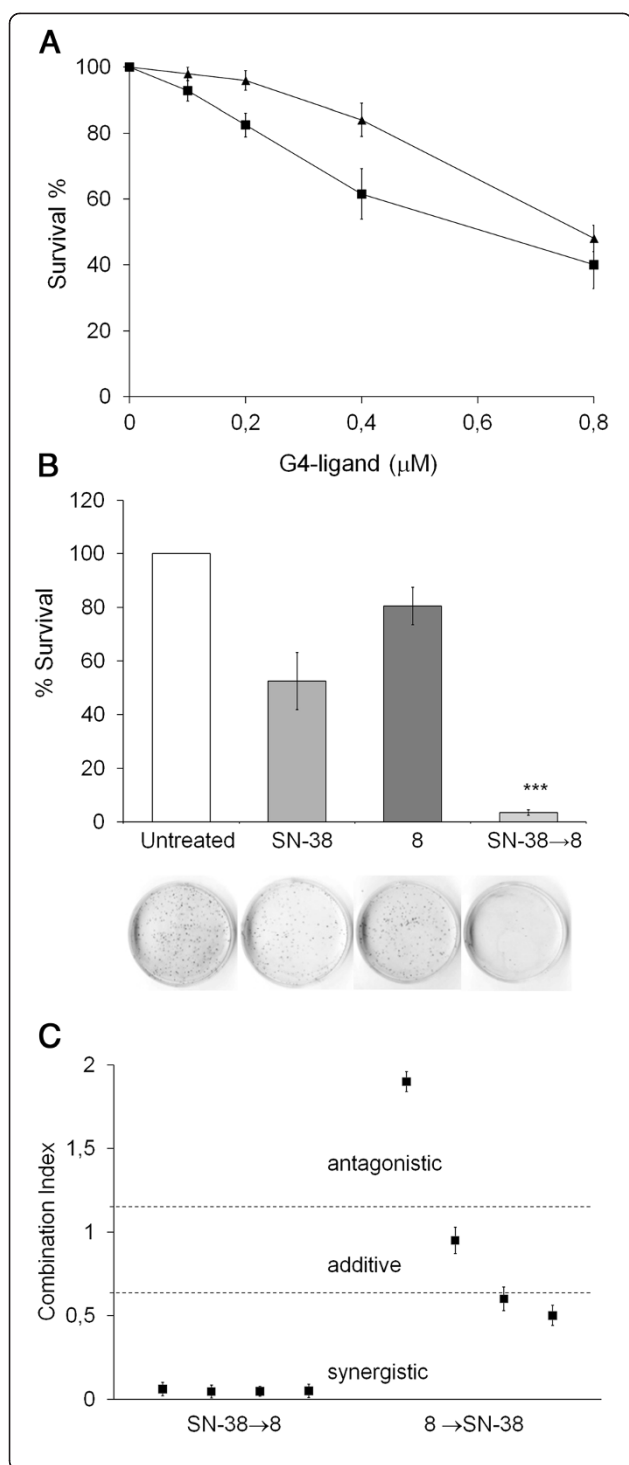 A
100
80
60
40
20
0
Survival %
0 0,2 0,4 0,6 0,8
G4-ligand (μM)
B
120
100
80
60
40
20
0
% Survival
***
Untreated SN-38 8 SN-38→8
C
2
1,5
1
0,5
0
Combination Index
antagonistic
additive
synergistic
SN-38→8 8→SN-38